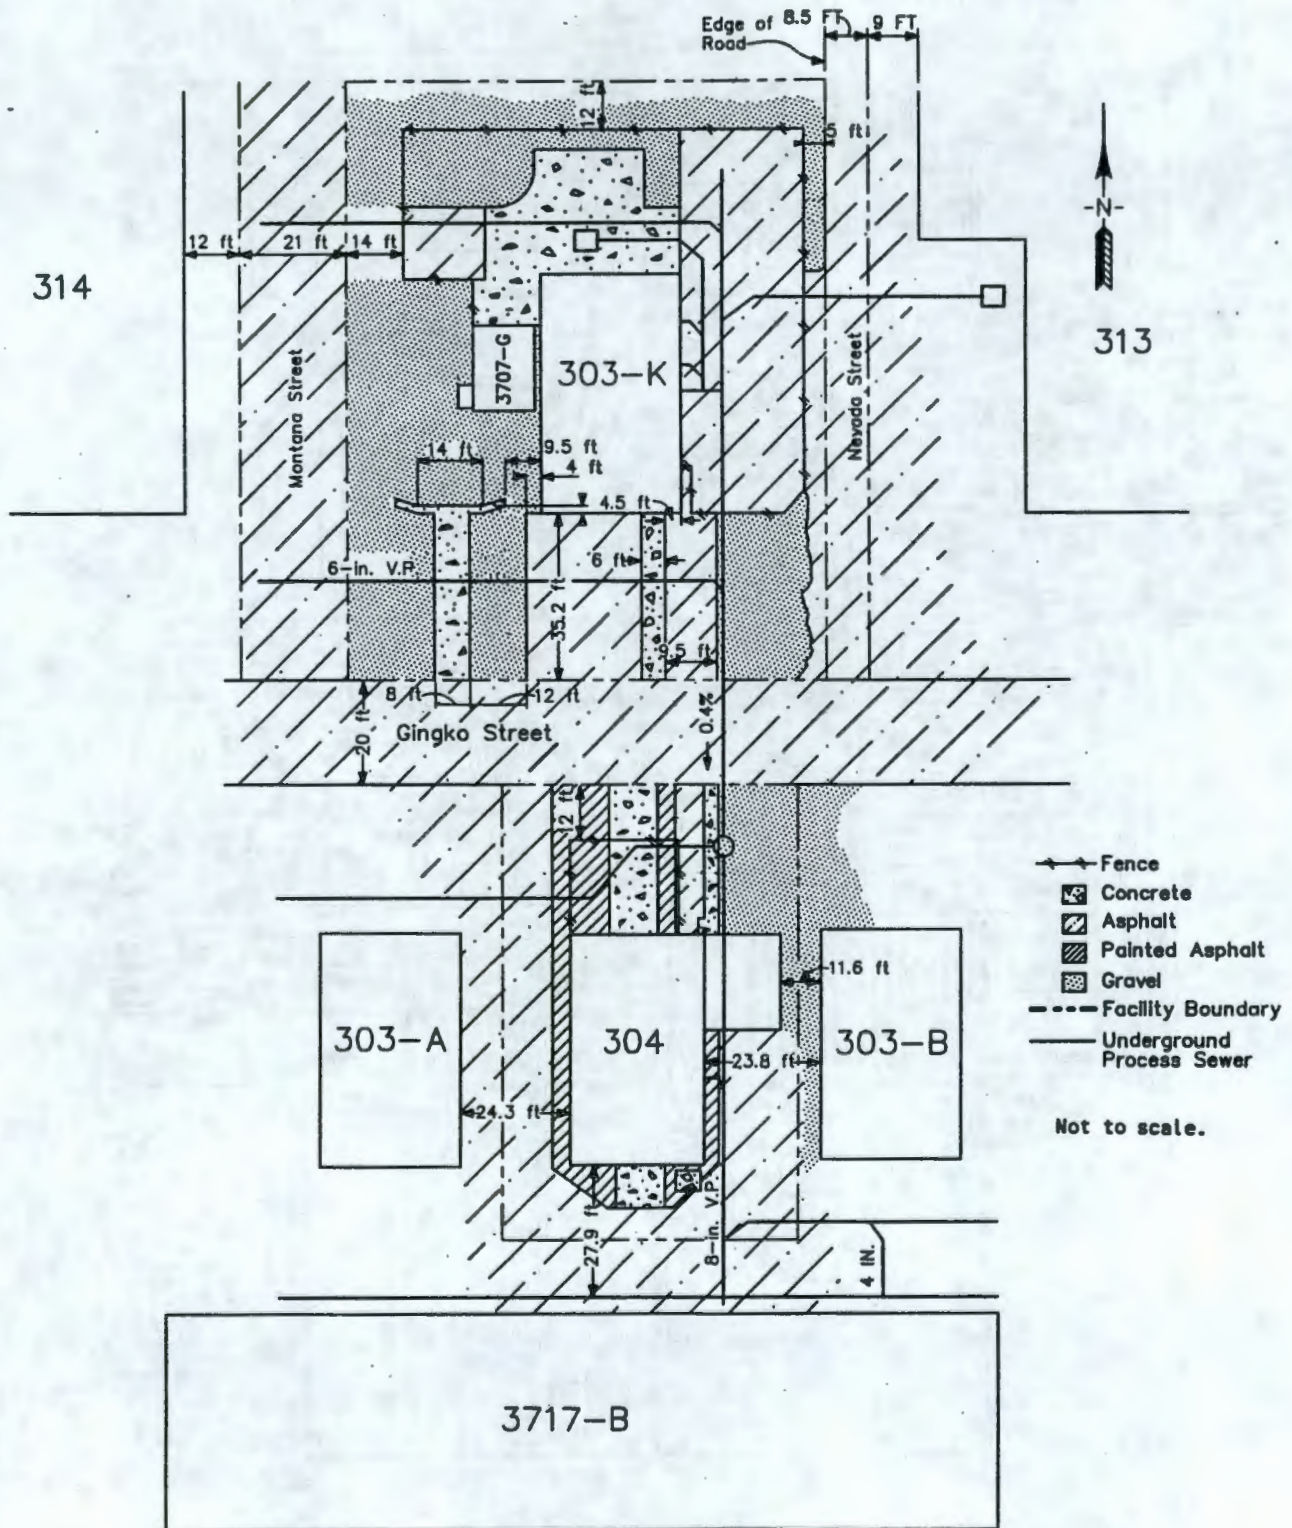 Edge of
Road
8.5 FT
9 FT
12 ft
5 ft
-N-
12 ft
21 ft
14 ft
314
313
Montana Street
3707-G
303-K
Nevada Street
14 ft
9.5 ft
4 ft
4.5 ft
6-in. V.P.
6 ft
35.2 ft
9.5 ft
8 ft
12 ft
20 ft
Gingko Street
0.4%
12 ft
Fence
Concrete
Asphalt
Painted Asphalt
Gravel
Facility Boundary
Underground
Process Sewer
11.6 ft
303-A
304
303-B
23.8 ft
24.3 ft
Not to scale.
27.9 ft
8-in. V.P.
4 IN.
3717-B